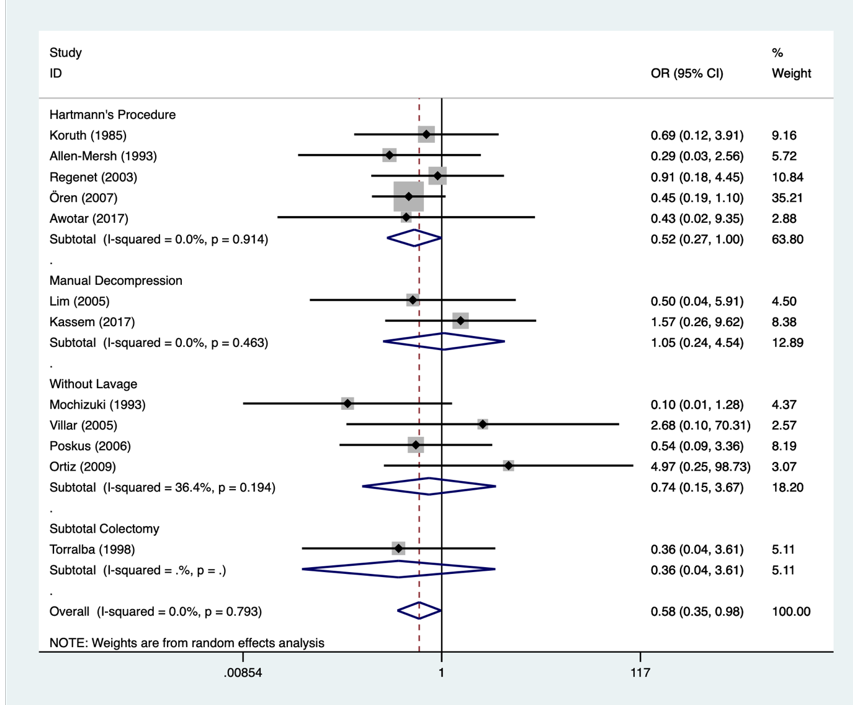 Study %
ID OR (95% CI) Weight
Hartmann's Procedure
Koruth (1985) 0.69 (0.12, 3.91) 9.16
Allen-Mersh (1993) 0.29 (0.03, 2.56) 5.72
Regenet (2003) 0.91 (0.18, 4.45) 10.84
Ören (2007) 0.45 (0.19, 1.10) 35.21
Awotar (2017) 0.43 (0.02, 9.35) 2.88
Subtotal (I-squared = 0.0%, p = 0.914) 0.52 (0.27, 1.00) 63.80
.
Manual Decompression
Lim (2005) 0.50 (0.04, 5.91) 4.50
Kassem (2017) 1.57 (0.26, 9.62) 8.38
Subtotal (I-squared = 0.0%, p = 0.463) 1.05 (0.24, 4.54) 12.89
.
Without Lavage
Mochizuki (1993) 0.10 (0.01, 1.28) 4.37
Villar (2005) 2.68 (0.10, 70.31) 2.57
Poskus (2006) 0.54 (0.09, 3.36) 8.19
Ortiz (2009) 4.97 (0.25, 98.73) 3.07
Subtotal (I-squared = 36.4%, p = 0.194) 0.74 (0.15, 3.67) 18.20
.
Subtotal Colectomy
Torralba (1998) 0.36 (0.04, 3.61) 5.11
Subtotal (I-squared = .%, p = .) 0.36 (0.04, 3.61) 5.11
.
Overall (I-squared = 0.0%, p = 0.793) 0.58 (0.35, 0.98) 100.00
NOTE: Weights are from random effects analysis
.00854 1 117